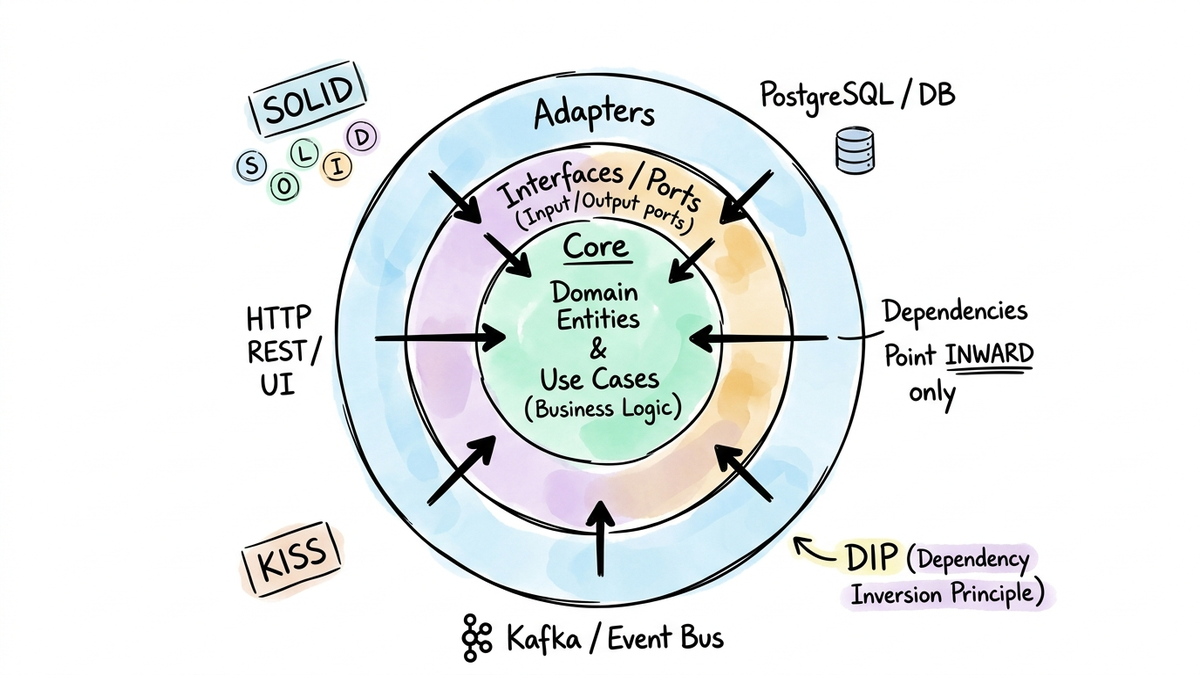 SOLID
S
O
L
I
D
Adapters
PostgreSQL / DB
Interfaces / Ports
(Input/Output ports)
Core
Domain
Entities
&
Use Cases
(Business Logic)
HTTP
REST /
UI
Dependencies
Point INWARD
only
KISS
DIP (Dependency
Inversion Principle)
Kafka / Event Bus